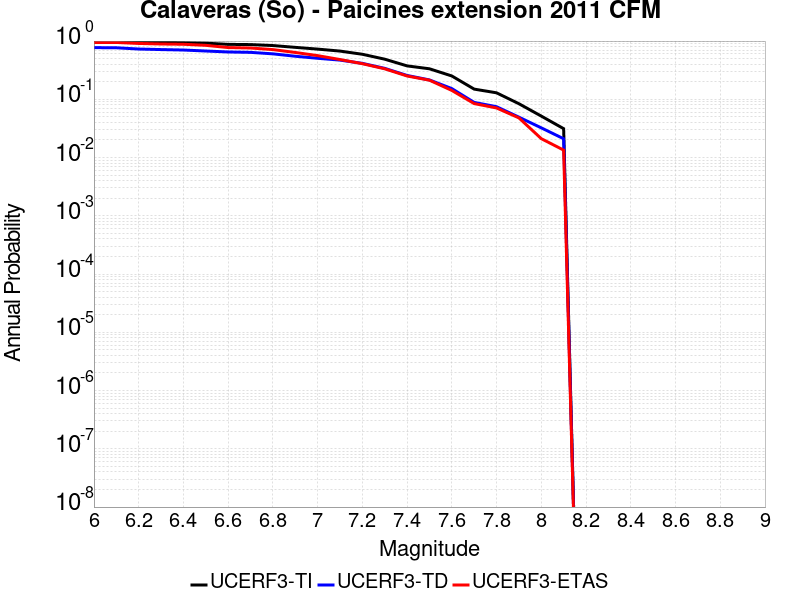 Calaveras (So) - Paicines extension 2011 CFM
10^0
10^-1
10^-2
10^-3
10^-4
10^-5
10^-6
10^-7
10^-8
Annual Probability
6 6.2 6.4 6.6 6.8 7 7.2 7.4 7.6 7.8 8 8.2 8.4 8.6 8.8 9
Magnitude
UCERF3-TI UCERF3-TD UCERF3-ETAS